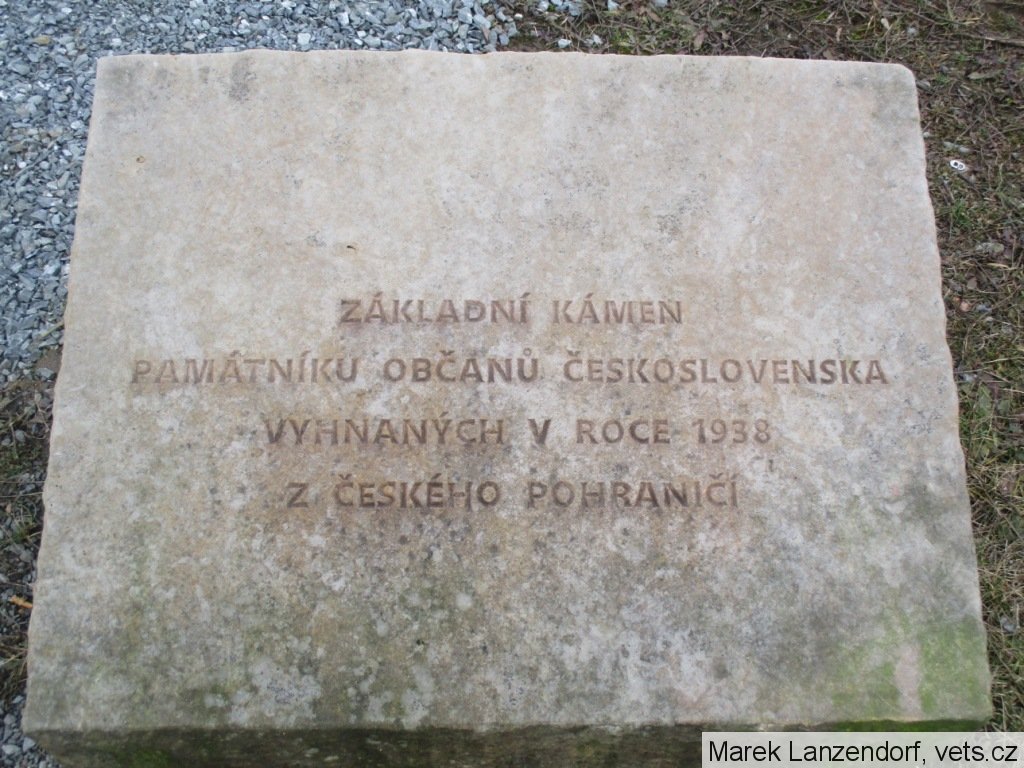 ZÁKLADNÍ KÁMEN
PAMÁTNÍKU OBČANŮ ČESKOSLOVENSKA
VYHNANÝCH V ROCE 1938
Z ČESKÉHO POHRANIČÍ
Marek Lanzendorf, vets.cz